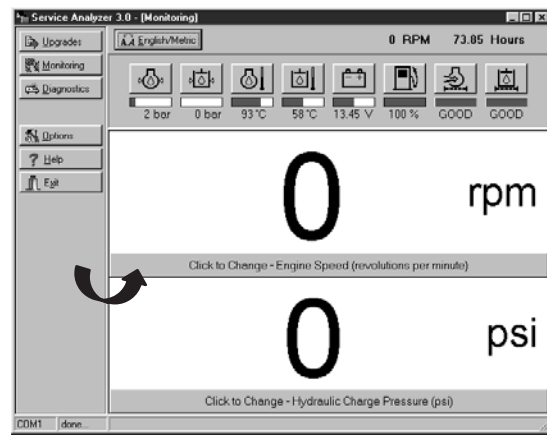 Service Analyzer 3.0 - [Monitoring]
Upgrades
English/Metric
0 RPM 73.85 Hours
Monitoring
Diagnostics
2 bar 0 bar 93°C 58°C 13.45 V 100 % GOOD GOOD
Options
Help
Exit
0 rpm
Click to Change - Engine Speed (revolutions per minute)
0 psi
Click to Change - Hydraulic Charge Pressure (psi)
COM1 done...